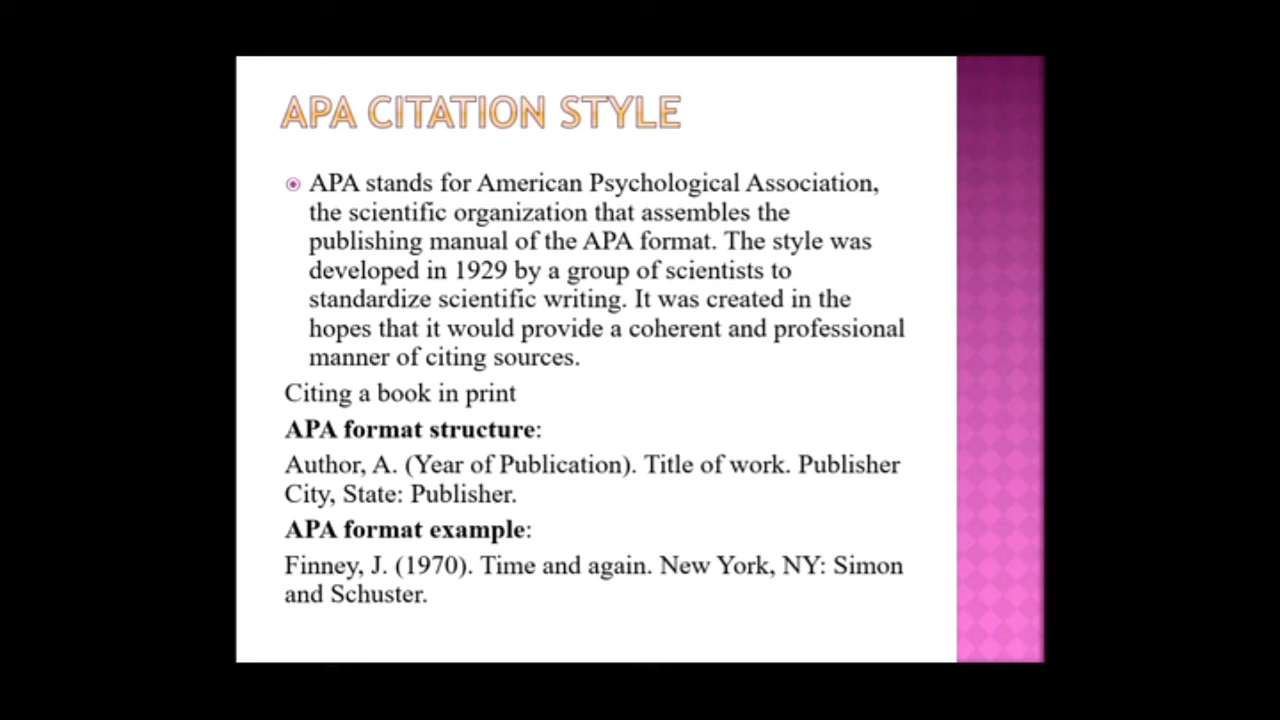 APA CITATION STYLE
APA stands for American Psychological Association,
the scientific organization that assembles the
publishing manual of the APA format. The style was
developed in 1929 by a group of scientists to
standardize scientific writing. It was created in the
hopes that it would provide a coherent and professional
manner of citing sources.
Citing a book in print
APA format structure:
Author, A. (Year of Publication). Title of work. Publisher
City, State: Publisher.
APA format example:
Finney, J. (1970). Time and again. New York, NY: Simon
and Schuster.